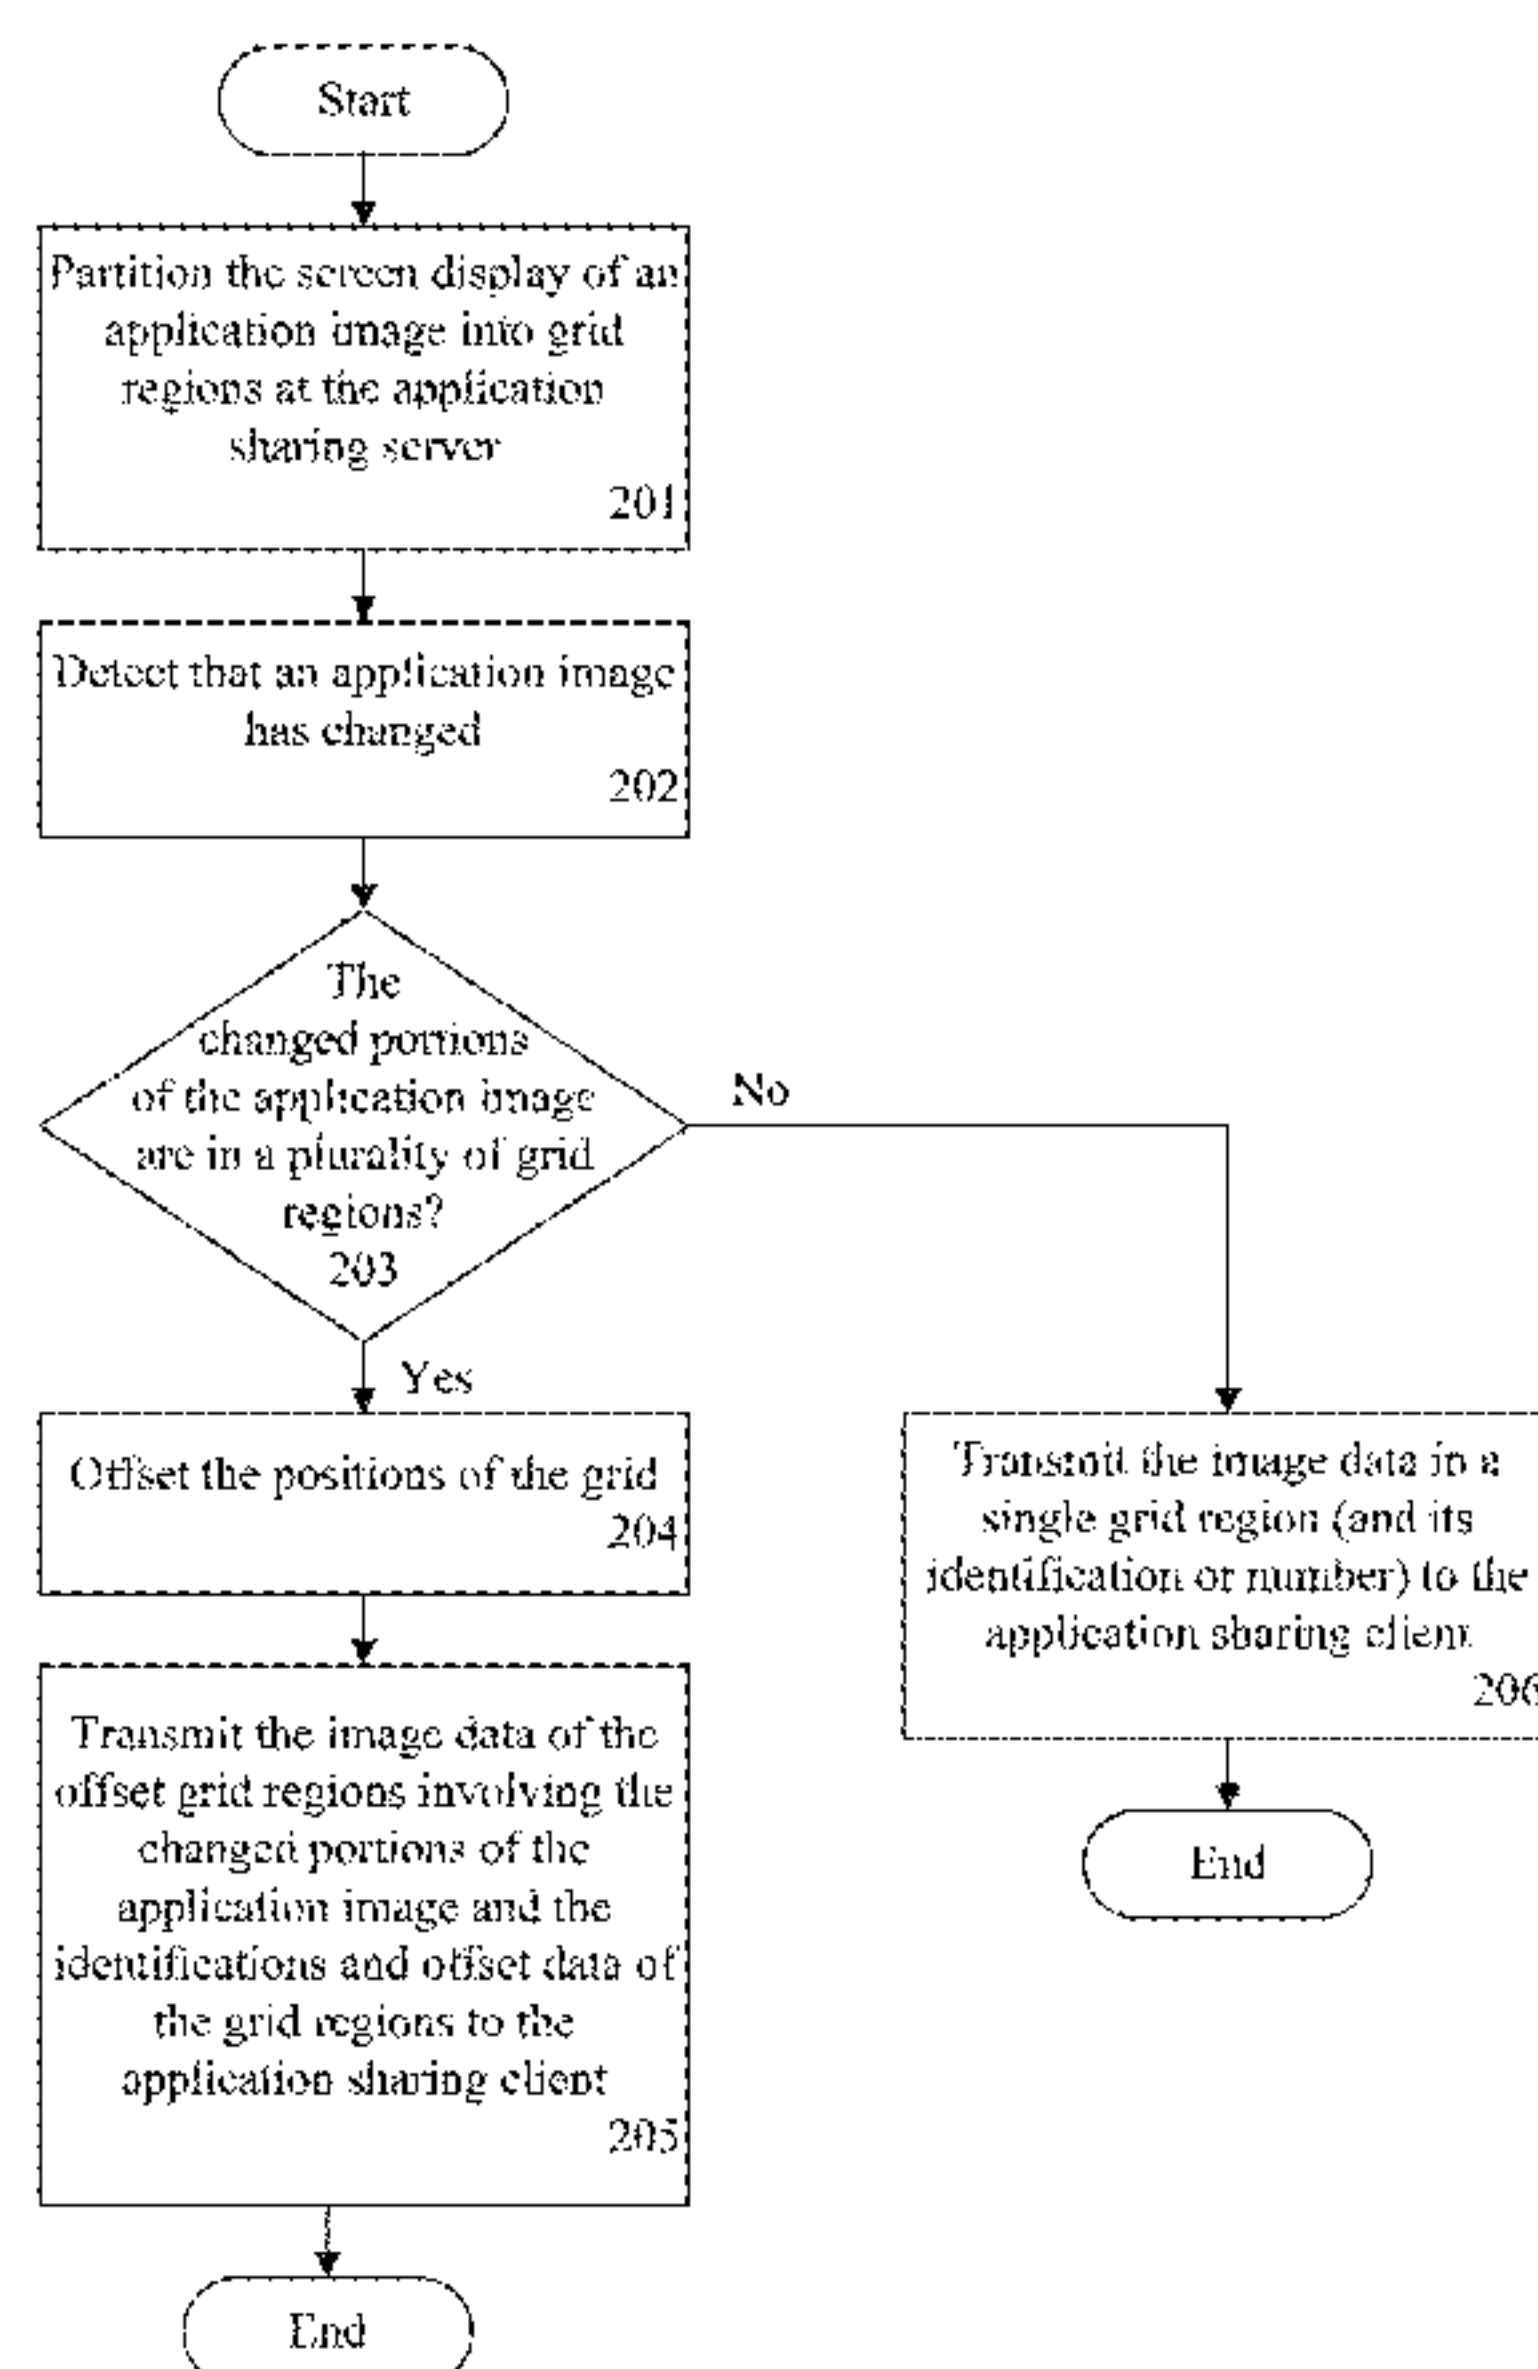 Start
Partition the screen display of an
application image into grid
regions at the application
sharing server
201
Detect that an application image
has changed
202
The
changed portions
of the application image
are in a plurality of grid
regions?
203
No
Yes
Offset the positions of the grid
204
Transmit the image data in a
single grid region (and its
identification or number) to the
application sharing client
206
Transmit the image data of the
offset grid regions involving the
changed portions of the
application image and the
identifications and offset data of
the grid regions to the
application sharing client
205
End
End